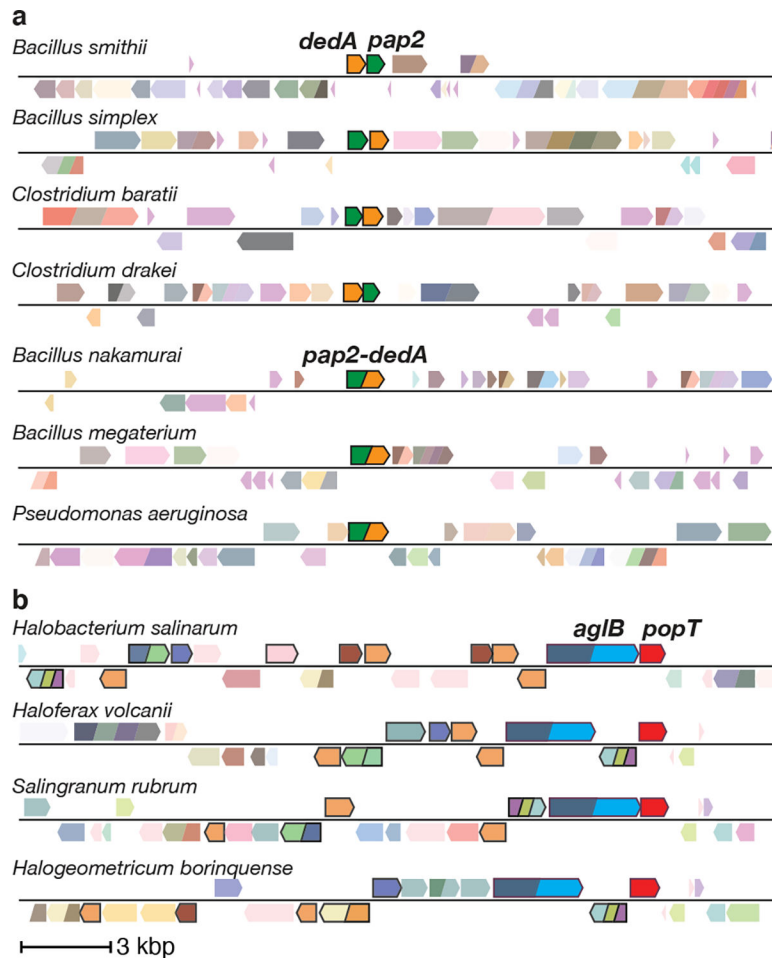 a
dedA pap2
Bacillus smithii
Bacillus simplex
Clostridium baratii
Clostridium drakei
pap2-dedA
Bacillus nakamurai
Bacillus megaterium
Pseudomonas aeruginosa
b
aglB popT
Halobacterium salinarum
Haloferax volcanii
Salingranum rubrum
Halogeometricum borinquense
3 kbp